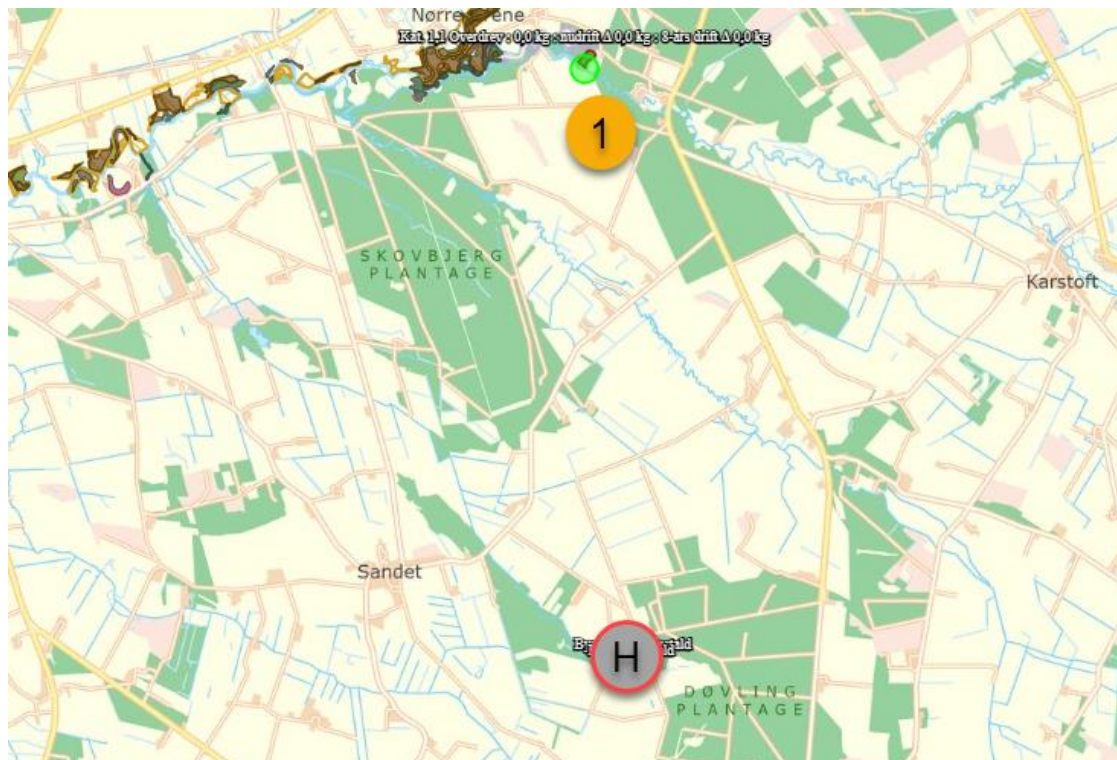 Nørre
Kat. 1,1 Overdrev : 0,0 kg : nudrift Δ 0,0 kg : 8-års drift Δ 0,0 kg
1
SKOVBJERG
PLANTAGE
Karstoft
Sandet
H
DØVLING
PLANTAGE